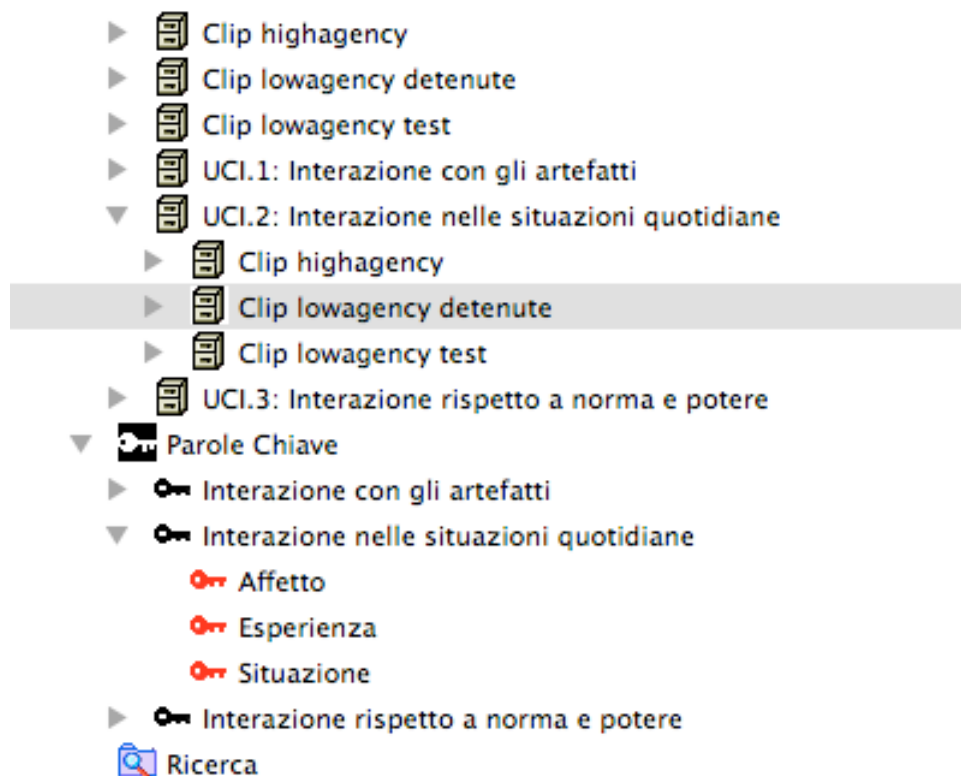 Clip highagency
Clip lowagency detenute
Clip lowagency test
UCI.1: Interazione con gli artefatti
UCI.2: Interazione nelle situazioni quotidiane
Clip highagency
Clip lowagency detenute
Clip lowagency test
UCI.3: Interazione rispetto a norma e potere
Parole Chiave
Interazione con gli artefatti
Interazione nelle situazioni quotidiane
Affetto
Esperienza
Situazione
Interazione rispetto a norma e potere
Ricerca